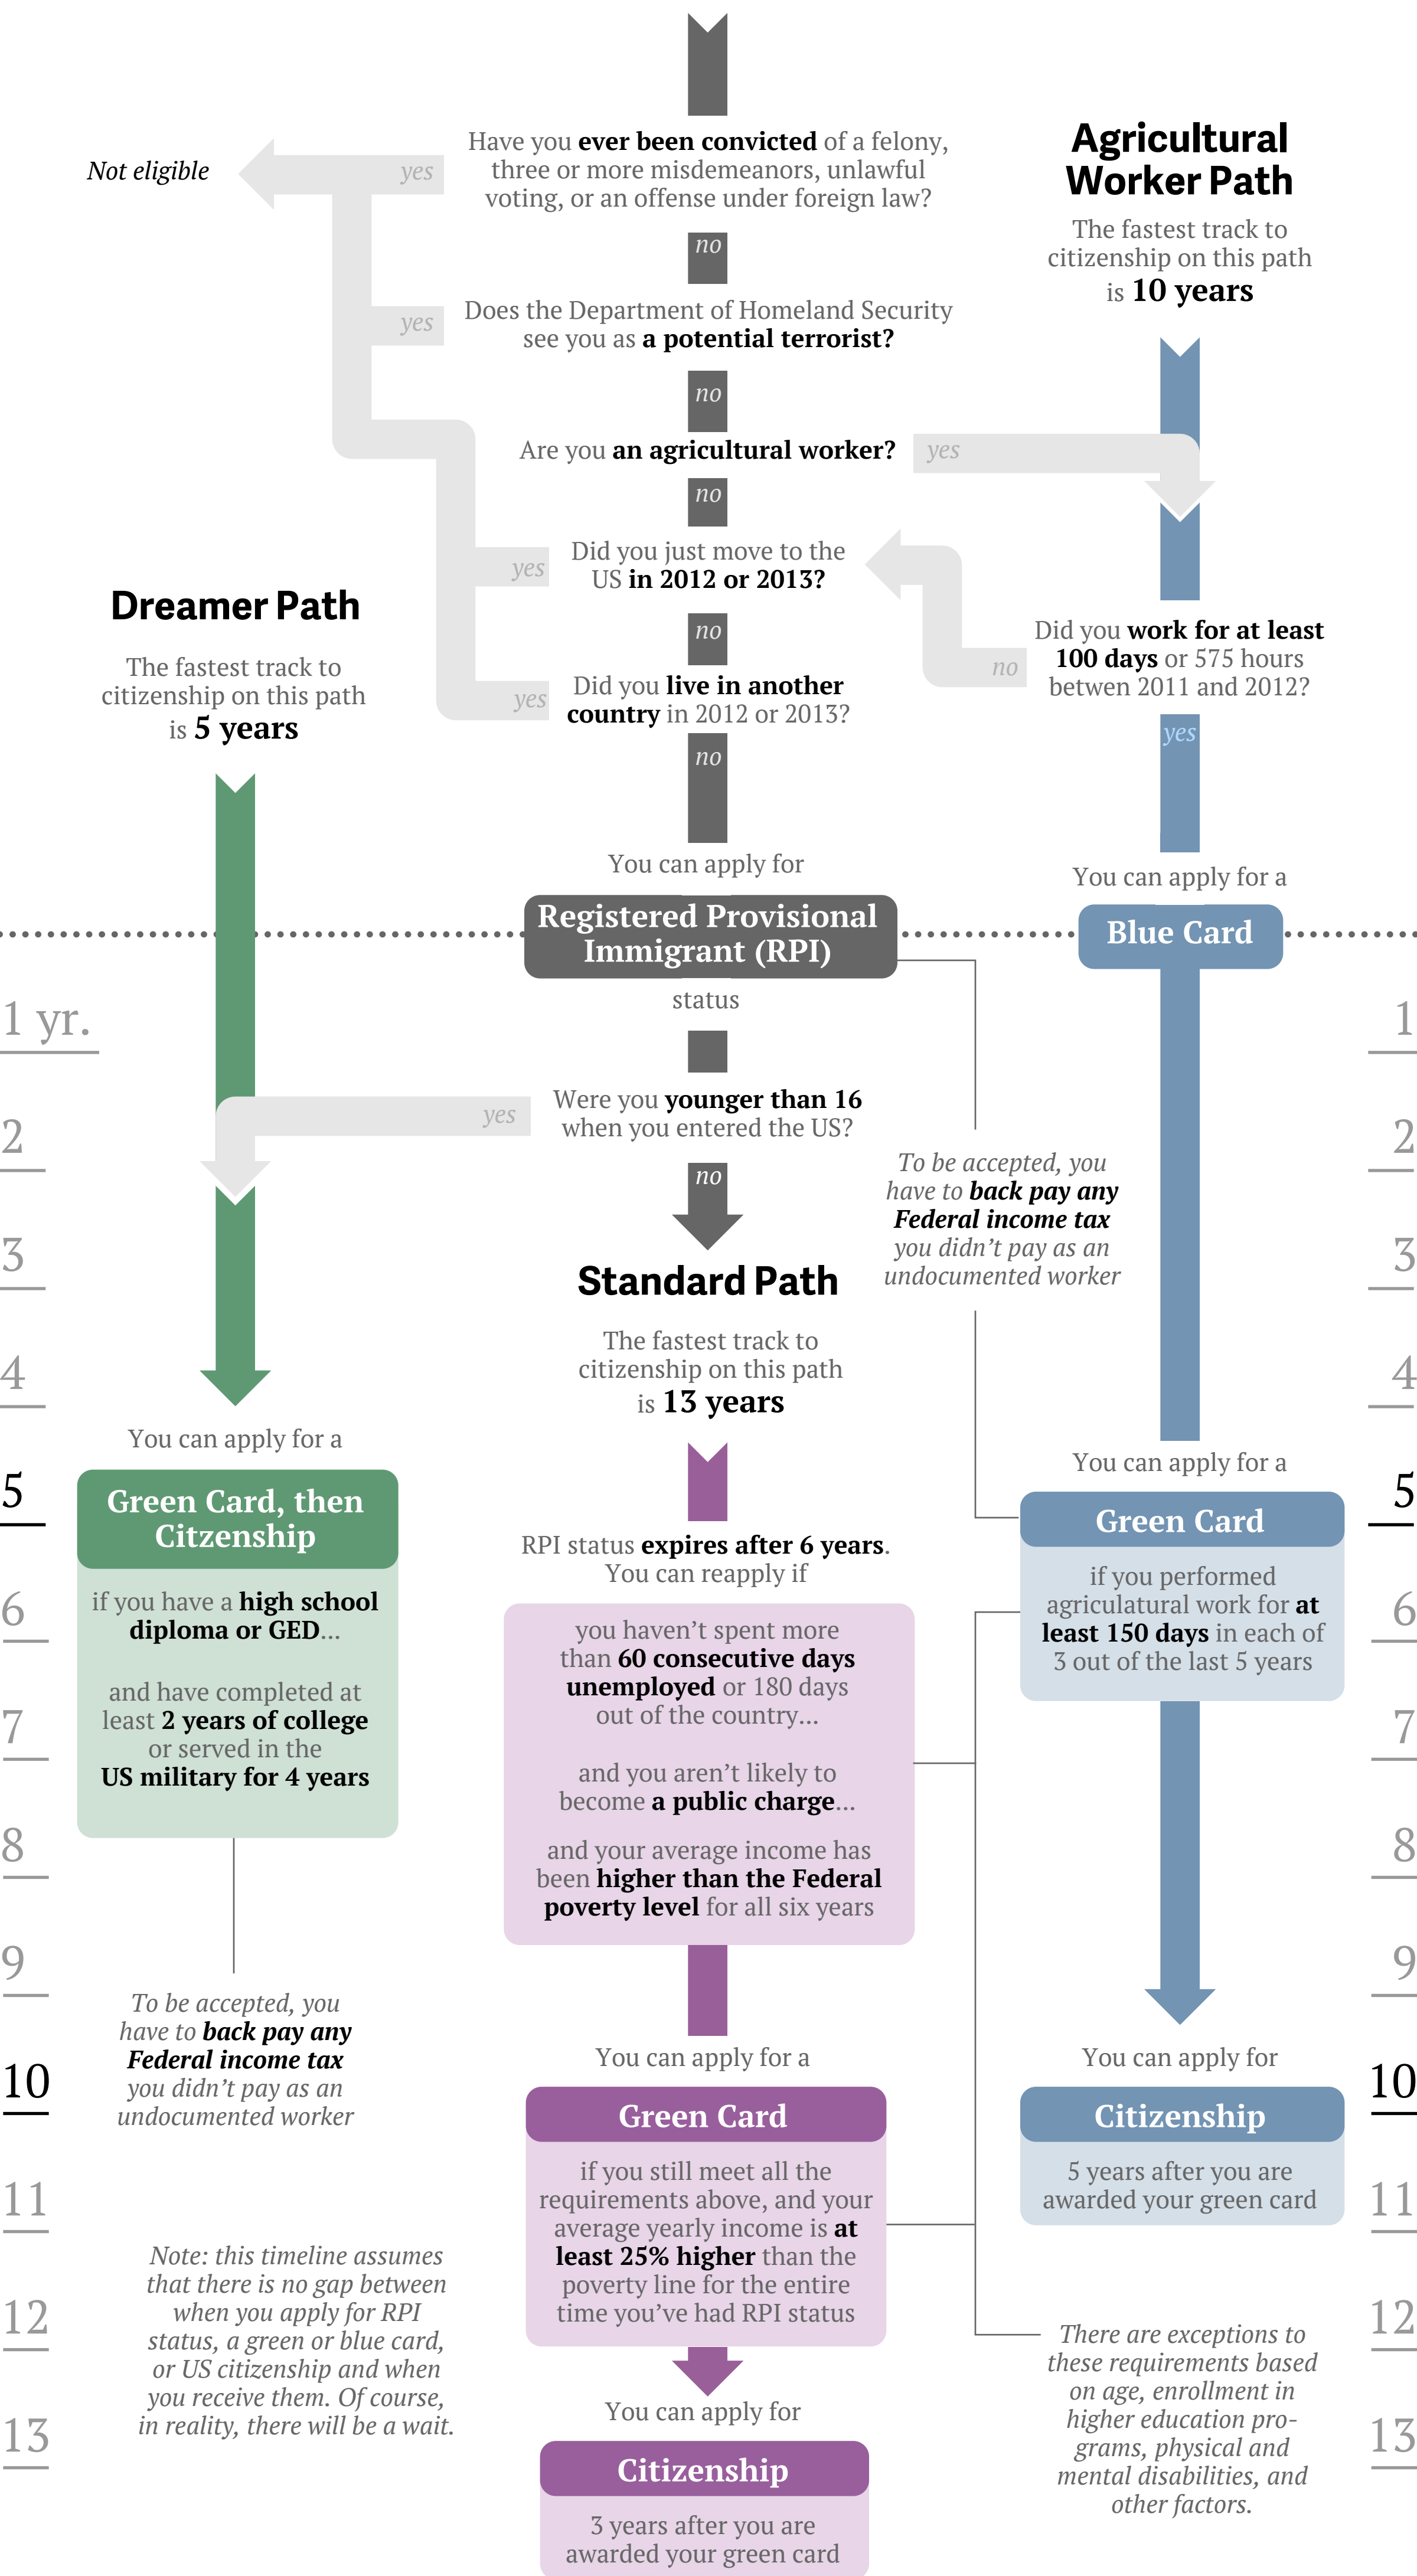 Have you ever been convicted of a felony,
three or more misdemeanors, unlawful
voting, or an offense under foreign law?
yes
Not eligible
no
Does the Department of Homeland Security
see you as a potential terrorist?
yes
no
Are you an agricultural worker?
yes
no
Did you just move to the
US in 2012 or 2013?
yes
no
Did you live in another
country in 2012 or 2013?
yes
no
You can apply for
Registered Provisional
Immigrant (RPI)
status
Were you younger than 16
when you entered the US?
yes
no
Agricultural
Worker Path
The fastest track to
citizenship on this path
is 10 years
Did you work for at least
100 days or 575 hours
betwen 2011 and 2012?
no
yes
You can apply for a
Blue Card
To be accepted, you
have to back pay any
Federal income tax
you didn't pay as an
undocumented worker
You can apply for a
Green Card
if you performed
agriculatural work for at
least 150 days in each of
3 out of the last 5 years
You can apply for
Citizenship
5 years after you are
awarded your green card
There are exceptions to
these requirements based
on age, enrollment in
higher education pro-
grams, physical and
mental disabilities, and
other factors.
Dreamer Path
The fastest track to
citizenship on this path
is 5 years
You can apply for a
Green Card, then
Citzenship
if you have a high school
diploma or GED...
and have completed at
least 2 years of college
or served in the
US military for 4 years
To be accepted, you
have to back pay any
Federal income tax
you didn't pay as an
undocumented worker
Note: this timeline assumes
that there is no gap between
when you apply for RPI
status, a green or blue card,
or US citizenship and when
you receive them. Of course,
in reality, there will be a wait.
Standard Path
The fastest track to
citizenship on this path
is 13 years
RPI status expires after 6 years.
You can reapply if
you haven't spent more
than 60 consecutive days
unemployed or 180 days
out of the country...
and you aren't likely to
become a public charge...
and your average income has
been higher than the Federal
poverty level for all six years
You can apply for a
Green Card
if you still meet all the
requirements above, and your
average yearly income is at
least 25% higher than the
poverty line for the entire
time you've had RPI status
You can apply for
Citizenship
3 years after you are
awarded your green card
1 yr.
2
3
4
5
6
7
8
9
10
11
12
13
1
2
3
4
5
6
7
8
9
10
11
12
13